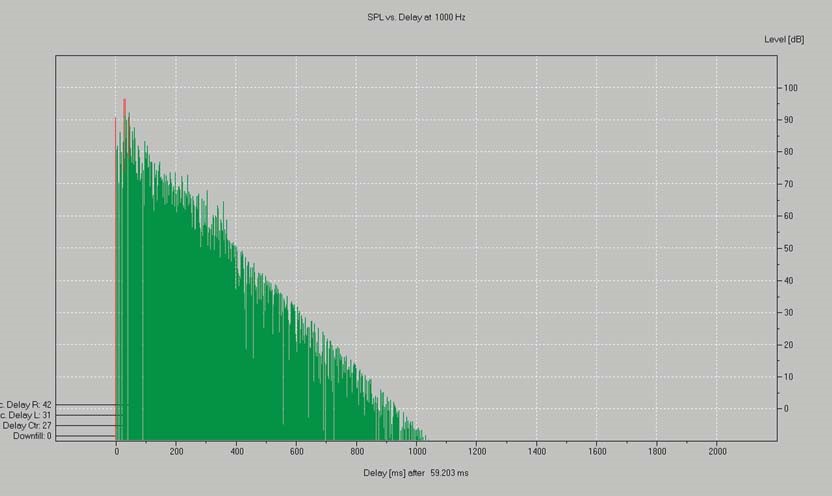 SPL vs. Delay at 1000 Hz
Level [dB]
100
90
80
70
60
50
40
30
20
10
0
c. Delay R: 42
c. Delay L: 31
Delay Ctr: 27
Downfill: 0
0 200 400 600 800 1000 1200 1400 1600 1800 2000
Delay [ms] after 59.203 ms